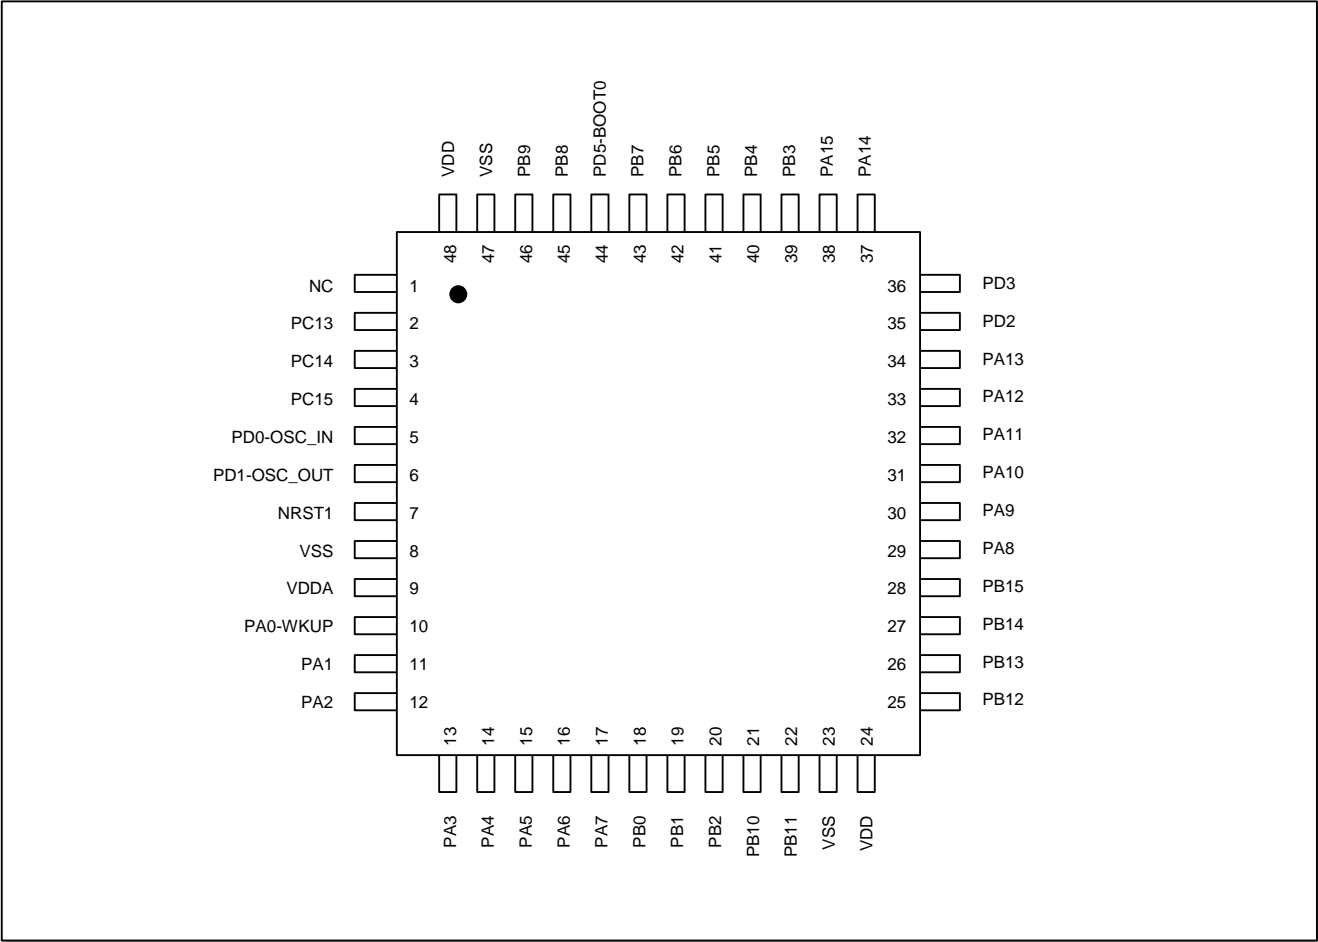 VDD VSS PB9 PB8 PD5-BOOT0 PB7 PB6 PB5 PB4 PB3 PA15 PA14
48 47 46 45 44 43 42 41 40 39 38 37
NC 1 36 PD3
PC13 2 35 PD2
PC14 3 34 PA13
PC15 4 33 PA12
PD0-OSC_IN 5 32 PA11
PD1-OSC_OUT 6 31 PA10
NRST1 7 30 PA9
VSS 8 29 PA8
VDDA 9 28 PB15
PA0-WKUP 10 27 PB14
PA1 11 26 PB13
PA2 12 25 PB12
13 14 15 16 17 18 19 20 21 22 23 24
PA3 PA4 PA5 PA6 PA7 PB0 PB1 PB2 PB10 PB11 VSS VDD